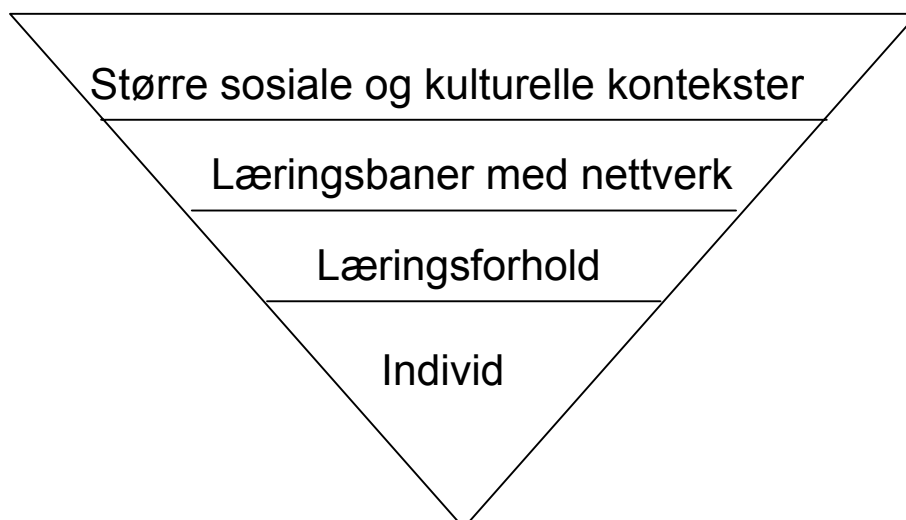 Større sosiale og kulturelle kontekster
Læringsbaner med nettverk
Læringsforhold
Individ